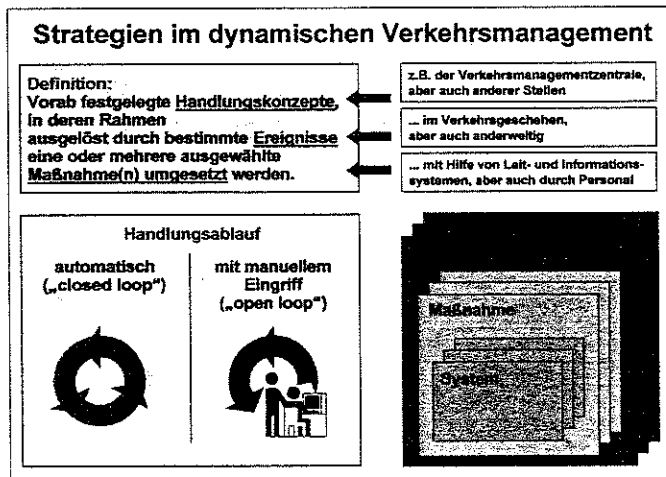 Strategien im dynamischen Verkehrsmanagement
Definition:
Vorab festgelegte Handlungskonzepte,
in deren Rahmen
ausgelöst durch bestimmte Ereignisse
eine oder mehrere ausgewählte
Maßnahme(n) umgesetzt werden.
z.B. der Verkehrsmanagementzentrale,
aber auch anderer Stellen
... im Verkehrsgeschehen,
aber auch anderweitig
... mit Hilfe von Leit- und Informations-
systemen, aber auch durch Personal
Handlungsablauf
automatisch
(„closed loop“)
mit manuellem
Eingriff
(„open loop“)
Maßnahme
System